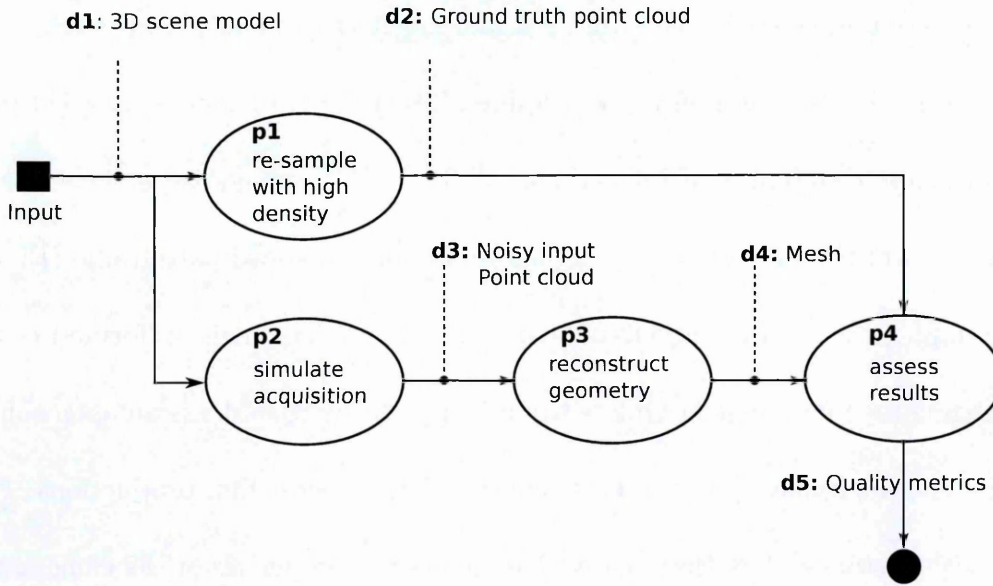 d1: 3D scene model
d2: Ground truth point cloud
p1
re-sample
with high
density
Input
d3: Noisy input
Point cloud
d4: Mesh
p2
simulate
acquisition
p3
reconstruct
geometry
p4
assess
results
d5: Quality metrics